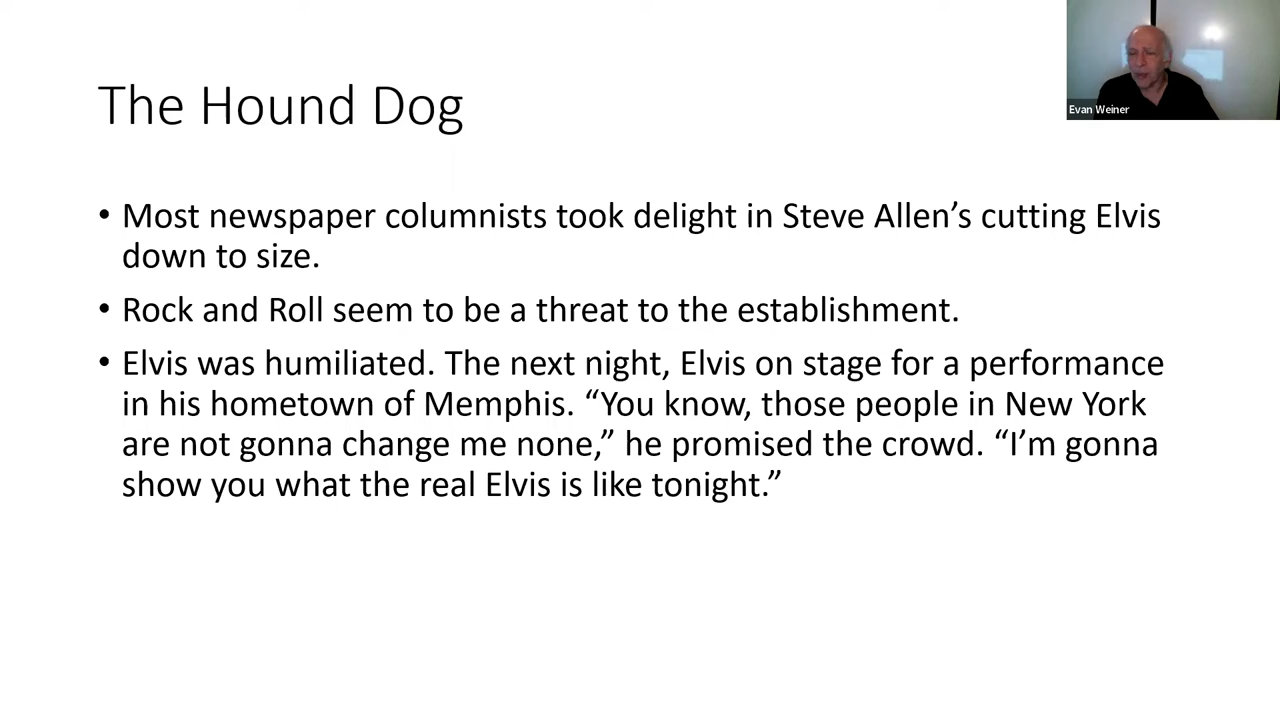 The Hound Dog
Evan Weiner
• Most newspaper columnists took delight in Steve Allen’s cutting Elvis
down to size.
• Rock and Roll seem to be a threat to the establishment.
• Elvis was humiliated. The next night, Elvis on stage for a performance
in his hometown of Memphis. “You know, those people in New York
are not gonna change me none,” he promised the crowd. “I’m gonna
show you what the real Elvis is like tonight.”